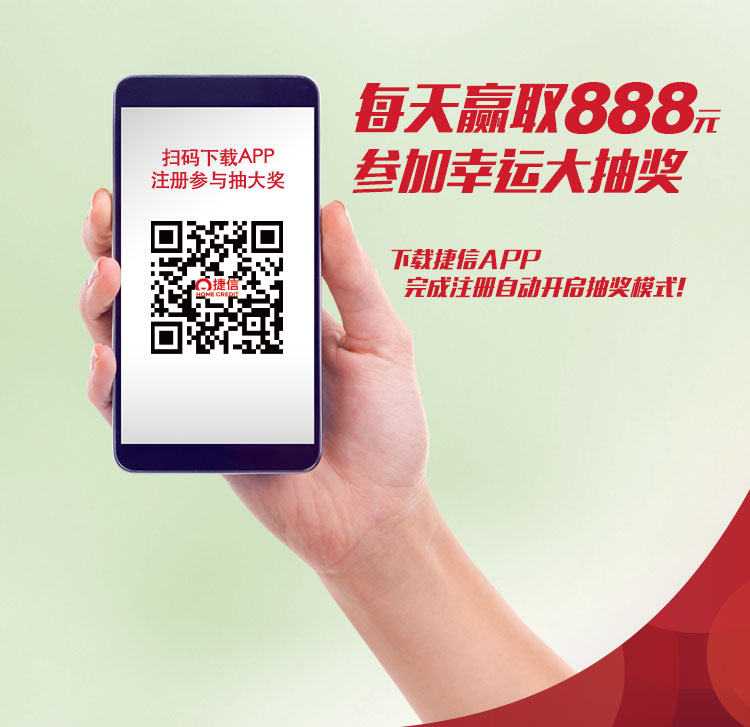 每天赢取888元
参加幸运大抽奖
下载捷信APP
完成注册自动开启抽奖模式!
扫码下载APP
注册参与抽大奖
捷信
HOME CREDIT